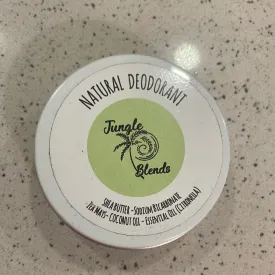 NATURAL DEODORANT
Jungle
Blends
SHEA BUTTER - SODIUM BICARBONATE
- ZEA MAYS - COCONUT OIL - ESSENTIAL OIL (CITRONELLA)